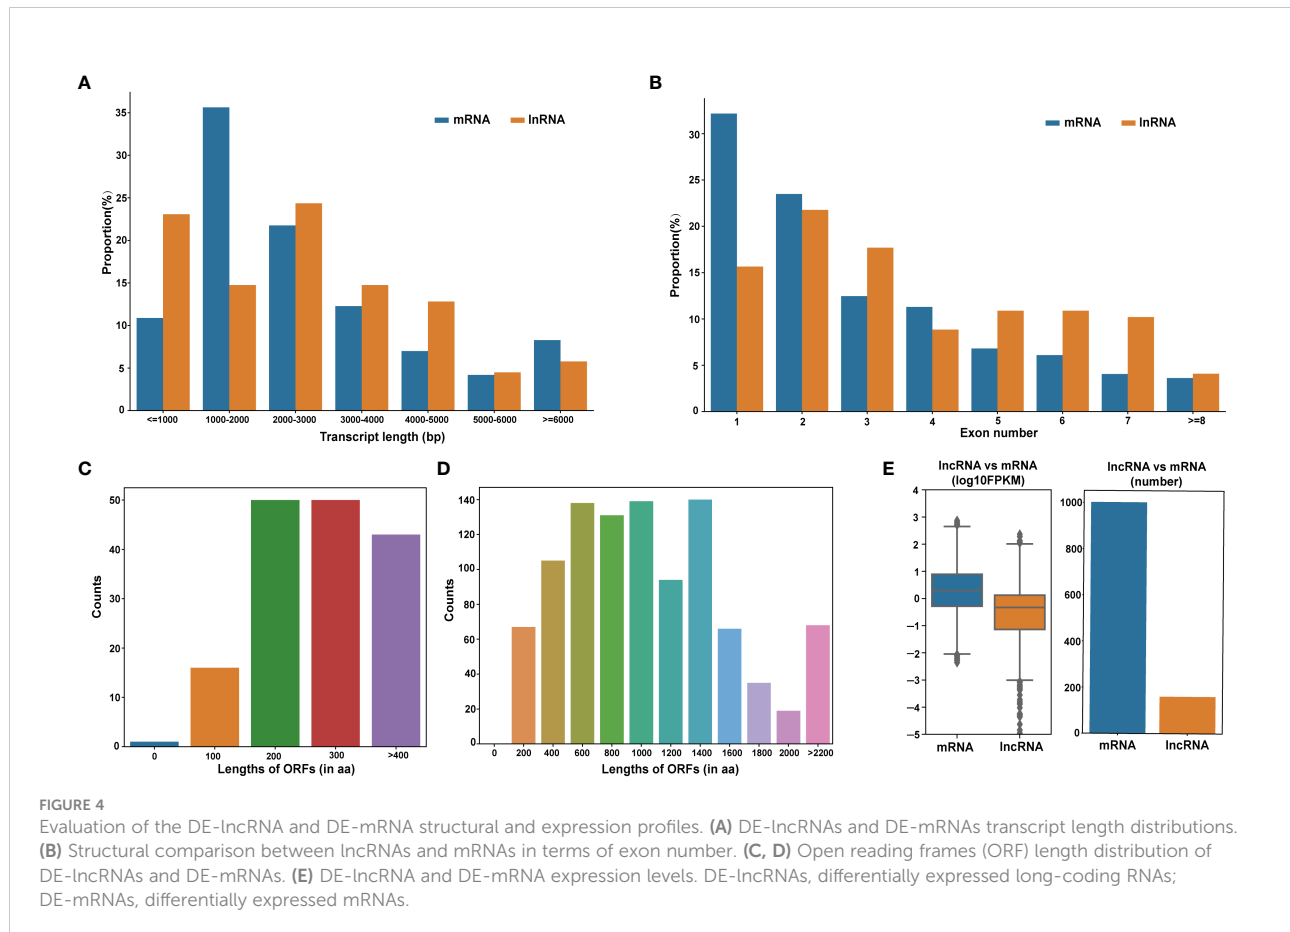 A
35
30
25
20
15
10
5
0
Proportion(%)
mRNA
lnRNA
<=1000 1000-2000 2000-3000 3000-4000 4000-5000 5000-6000 >=6000
Transcript length (bp)
B
30
25
20
15
10
5
0
Proportion(%)
mRNA
lnRNA
1 2 3 4 5 6 7 >=8
Exon number
C
50
40
30
20
10
0
Counts
0 100 200 300 >400
Lengths of ORFs (in aa)
D
140
120
100
80
60
40
20
0
Counts
0 200 400 600 800 1000 1200 1400 1600 1800 2000 >2200
Lengths of ORFs (in aa)
E
lncRNA vs mRNA
(log10FPKM)
4
3
2
1
0
−1
−2
−3
−4
−5
mRNA lncRNA
lncRNA vs mRNA
(number)
1000
800
600
400
200
0
mRNA lncRNA
FIGURE 4
Evaluation of the DE-lncRNA and DE-mRNA structural and expression profiles. (A) DE-lncRNAs and DE-mRNAs transcript length distributions.
(B) Structural comparison between lncRNAs and mRNAs in terms of exon number. (C, D) Open reading frames (ORF) length distribution of
DE-lncRNAs and DE-mRNAs. (E) DE-lncRNA and DE-mRNA expression levels. DE-lncRNAs, differentially expressed long-coding RNAs;
DE-mRNAs, differentially expressed mRNAs.